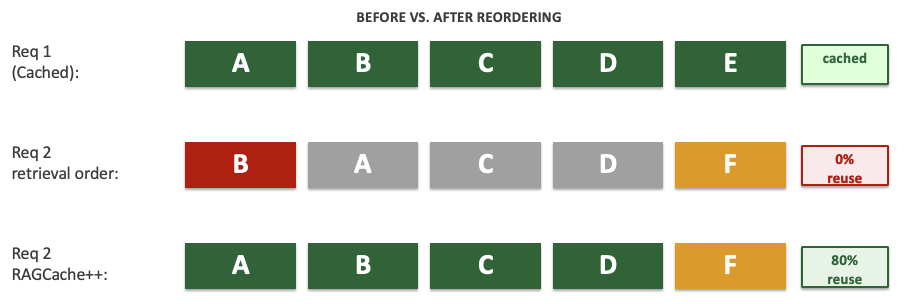 BEFORE VS. AFTER REORDERING
Req 1
(Cached):
A B C D E
cached
Req 2
retrieval order:
B A C D F
0%
reuse
Req 2
RAGCache++:
A B C D F
80%
reuse